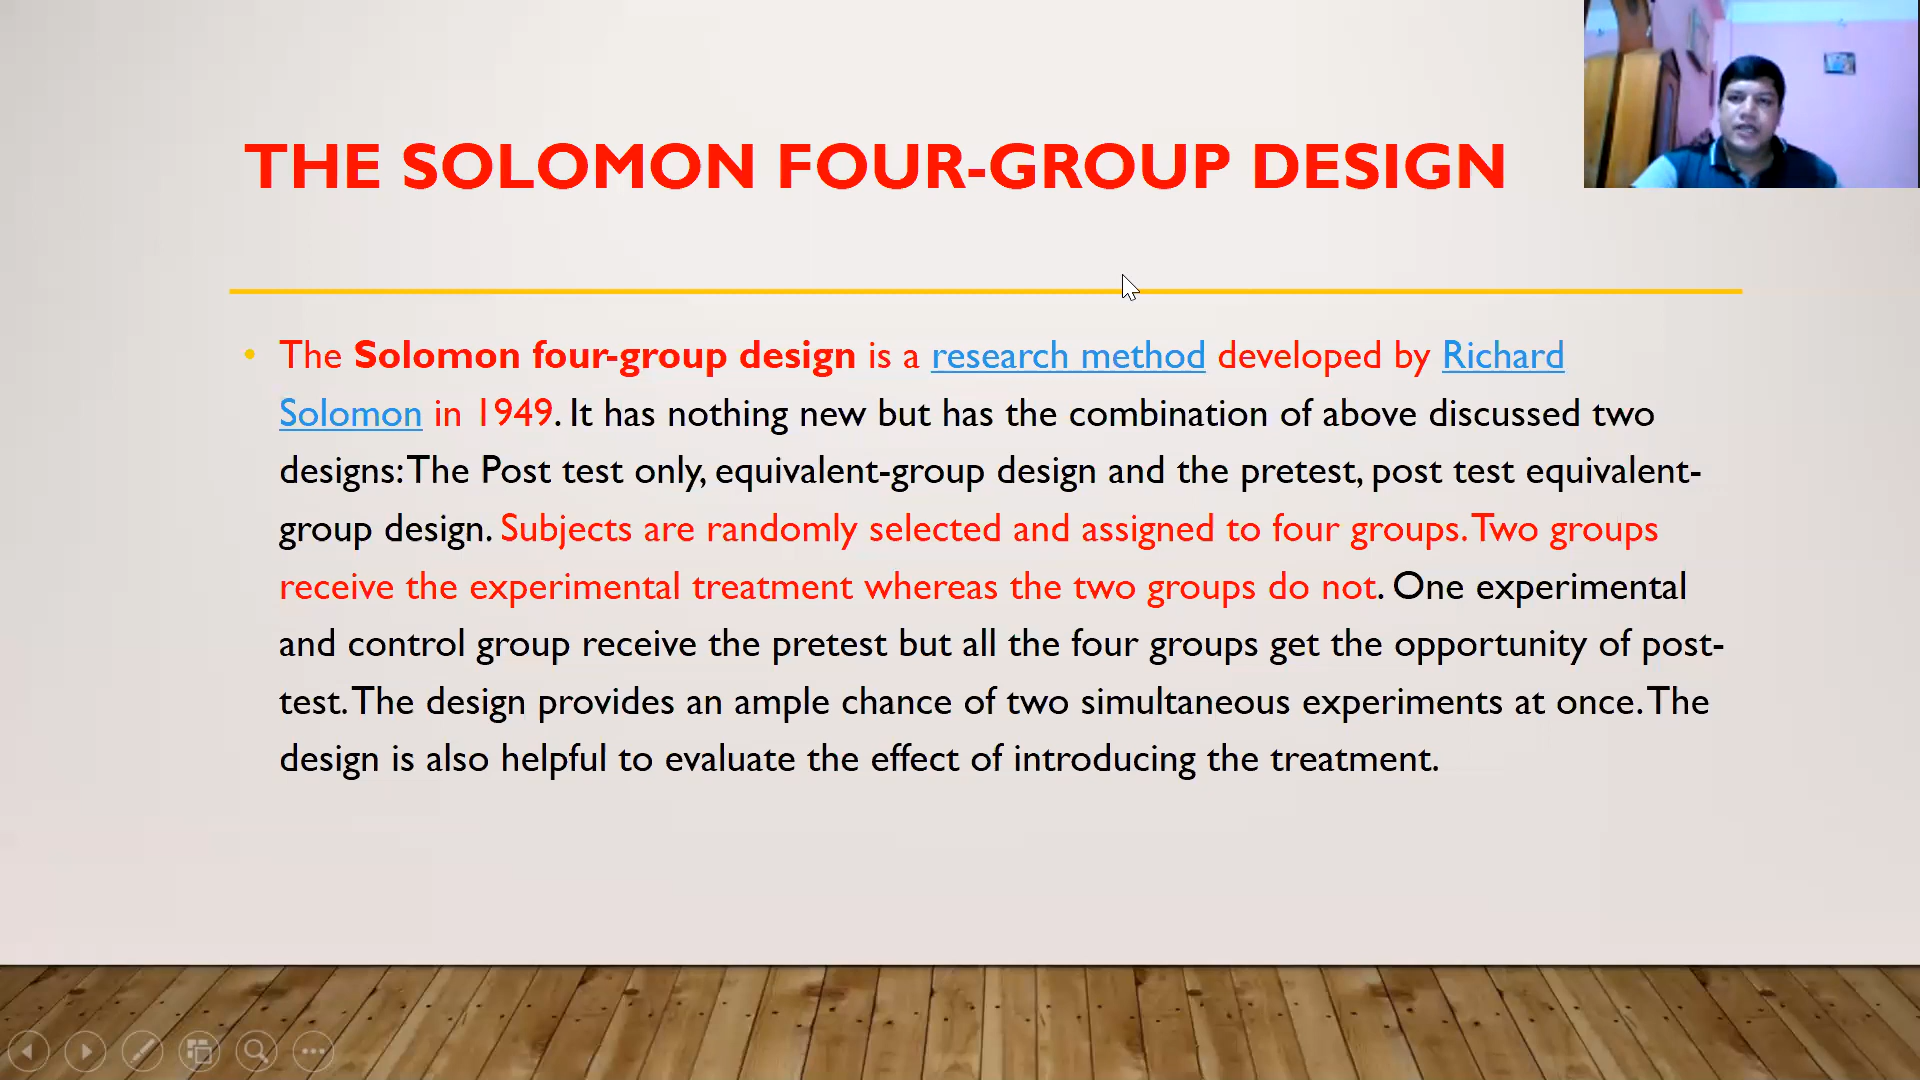 THE SOLOMON FOUR-GROUP DESIGN
• The Solomon four-group design is a research method developed by Richard
Solomon in 1949. It has nothing new but has the combination of above discussed two
designs: The Post test only, equivalent-group design and the pretest, post test equivalent-
group design. Subjects are randomly selected and assigned to four groups. Two groups
receive the experimental treatment whereas the two groups do not. One experimental
and control group receive the pretest but all the four groups get the opportunity of post-
test. The design provides an ample chance of two simultaneous experiments at once. The
design is also helpful to evaluate the effect of introducing the treatment.